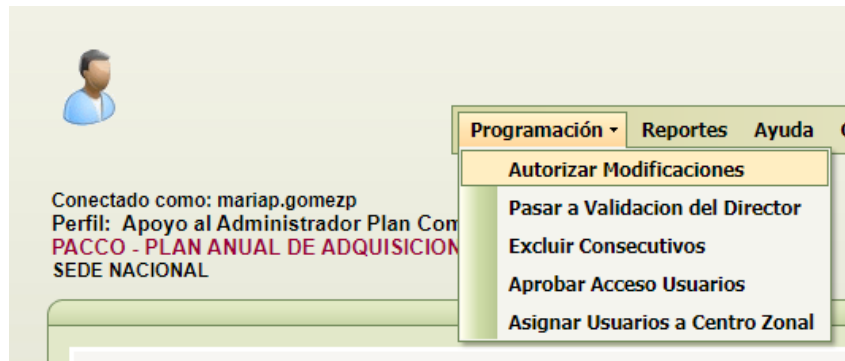 Programación Reportes Ayuda
Autorizar Modificaciones
Pasar a Validacion del Director
Excluir Consecutivos
Aprobar Acceso Usuarios
Asignar Usuarios a Centro Zonal
Conectado como: mariap.gomezp
Perfil: Apoyo al Administrador Plan Com
PACCO - PLAN ANUAL DE ADQUISICION
SEDE NACIONAL